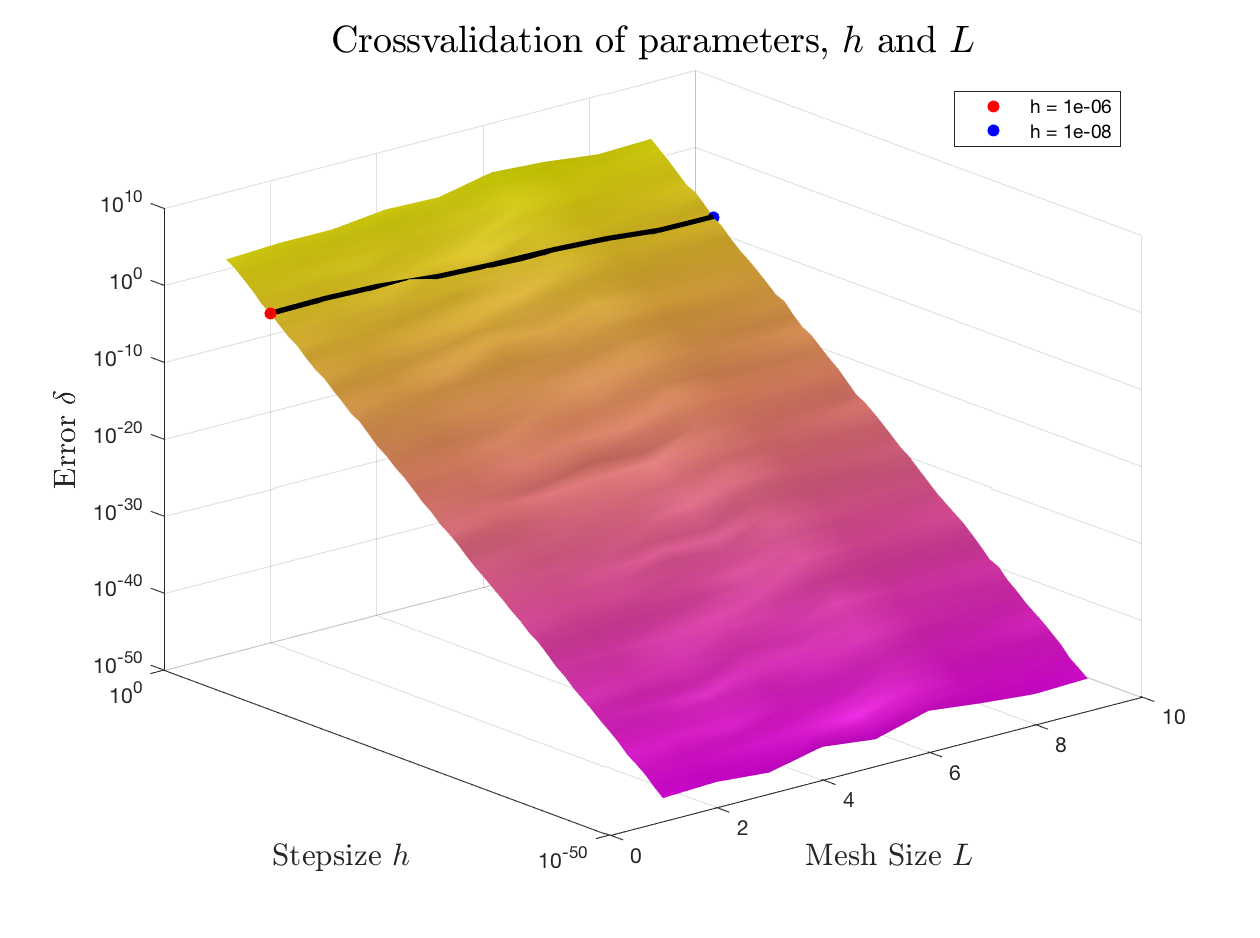 Crossvalidation of parameters, h and L
h = 1e-06
h = 1e-08
10^10
10^0
10^-10
10^-20
10^-30
10^-40
10^-50
Error δ
10^0
10^-50
Stepsize h
0
2
4
6
8
10
Mesh Size L